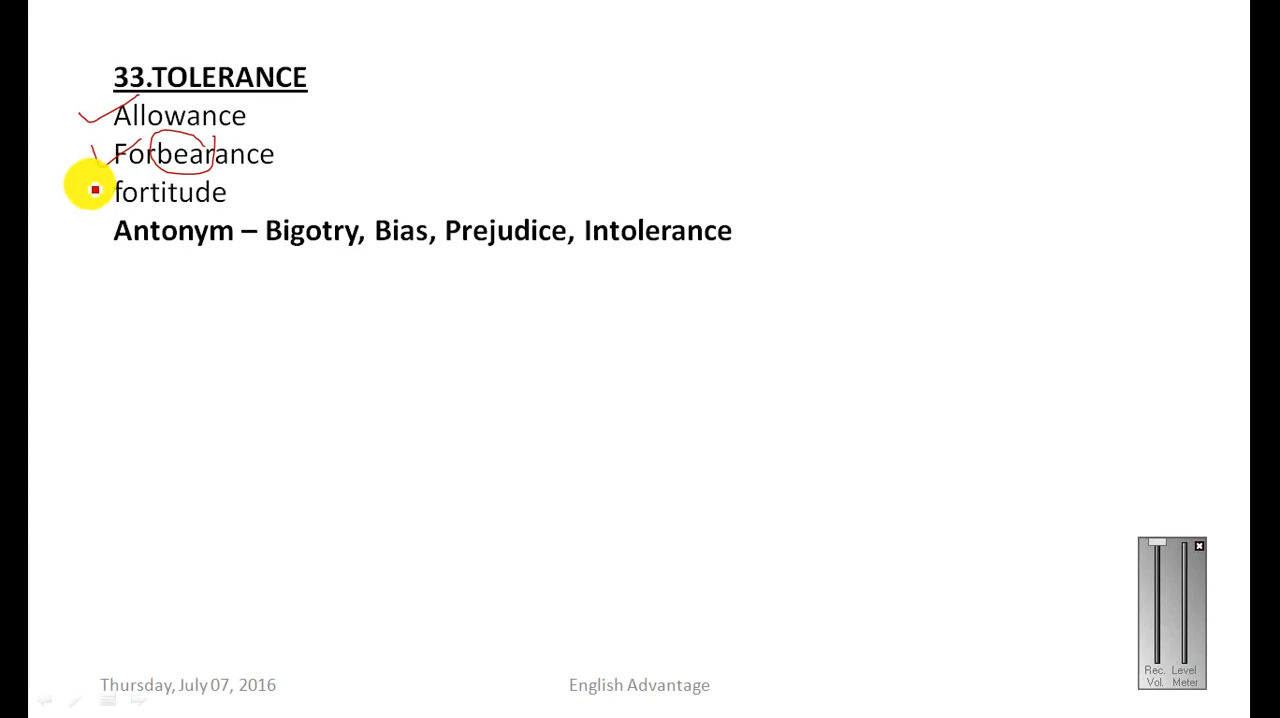 33.TOLERANCE
Allowance
Forbearance
fortitude
Antonym – Bigotry, Bias, Prejudice, Intolerance
Rec. Level
Vol. Meter
Thursday, July 07, 2016
English Advantage